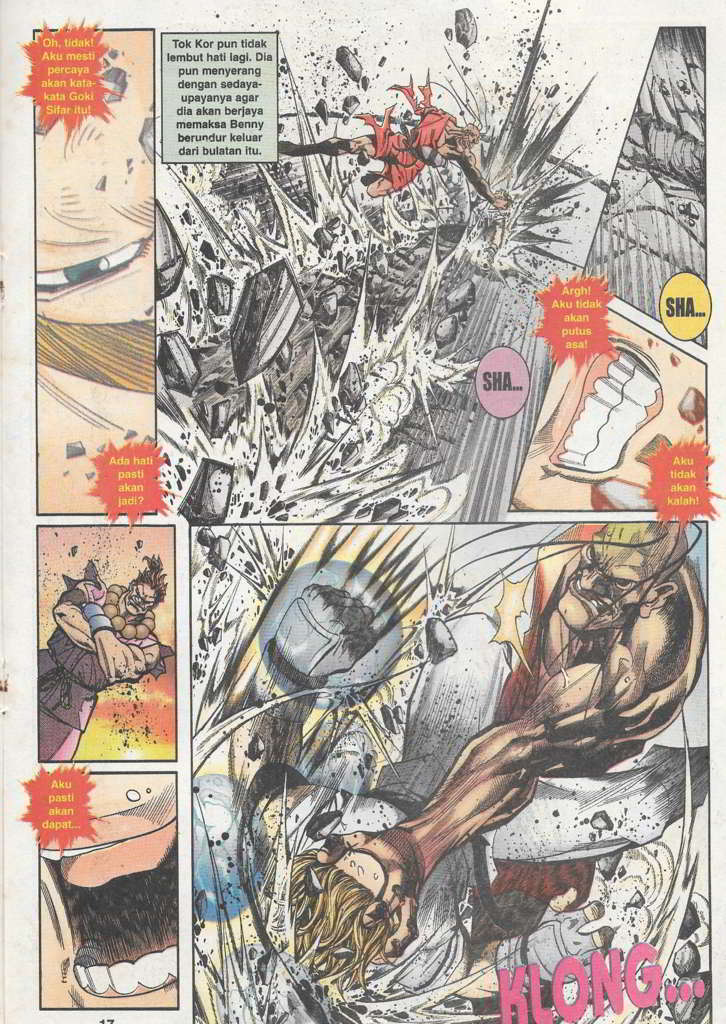 Oh, tidak!
Aku mesti
percaya
akan kata-
kata Goki
Sifar itu!
Tok Kor pun tidak
lembut hati lagi. Dia
pun menyerang
dengan sedaya-
upayanya agar
dia akan berjaya
memaksa Benny
berundur keluar
dari bulatan itu.
SHA...
SHA...
Argh!
Aku tidak
akan
putus
asa!
Ada hati
pasti
akan
jadi?
Aku
tidak
akan
kalah!
Aku
pasti
akan
dapat...
KLONG...
17